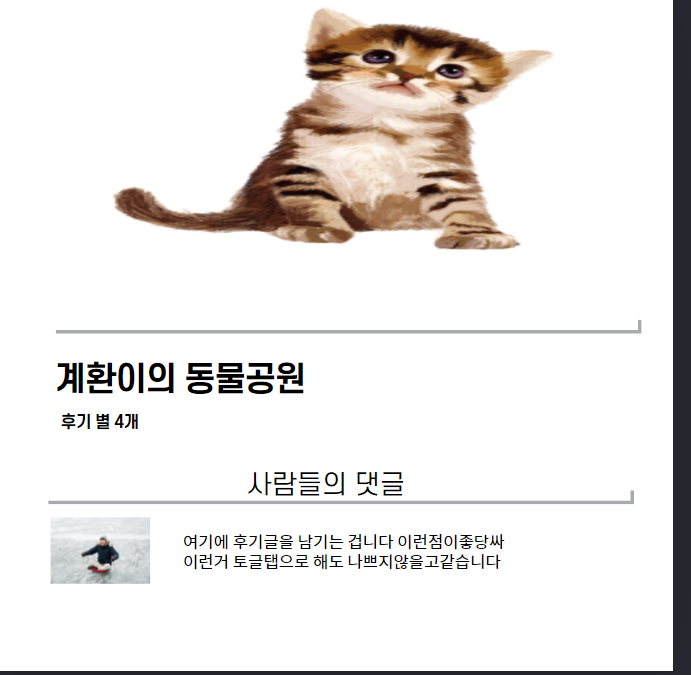 계환이의 동물공원
후기 별 4개
사람들의 댓글
여기에 후기글을 남기는 겁니다 이런점이좋당싸
이런거 토글탭으로 해도 나쁘지않을고같습니다